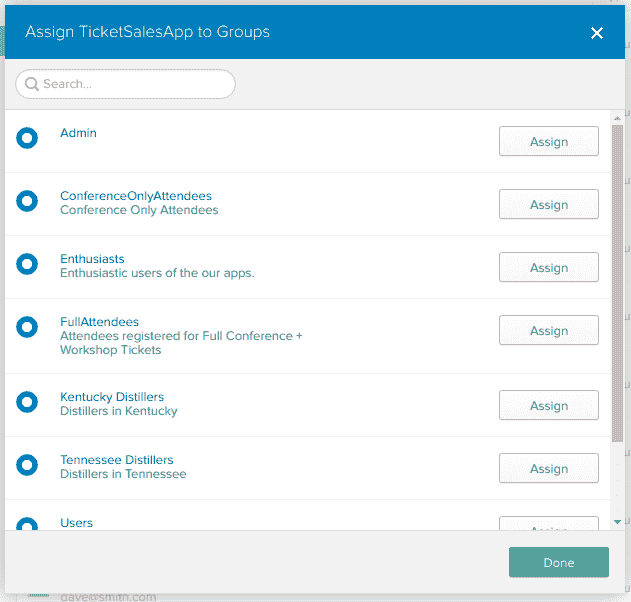 Assign TicketSalesApp to Groups
Search...
Admin
Assign
ConferenceOnlyAttendees
Conference Only Attendees
Assign
Enthusiasts
Enthusiastic users of the our apps.
Assign
FullAttendees
Attendees registered for Full Conference +
Workshop Tickets
Assign
Kentucky Distillers
Distillers in Kentucky
Assign
Tennessee Distillers
Distillers in Tennessee
Assign
Users
Assign
Done
dave@smith.com